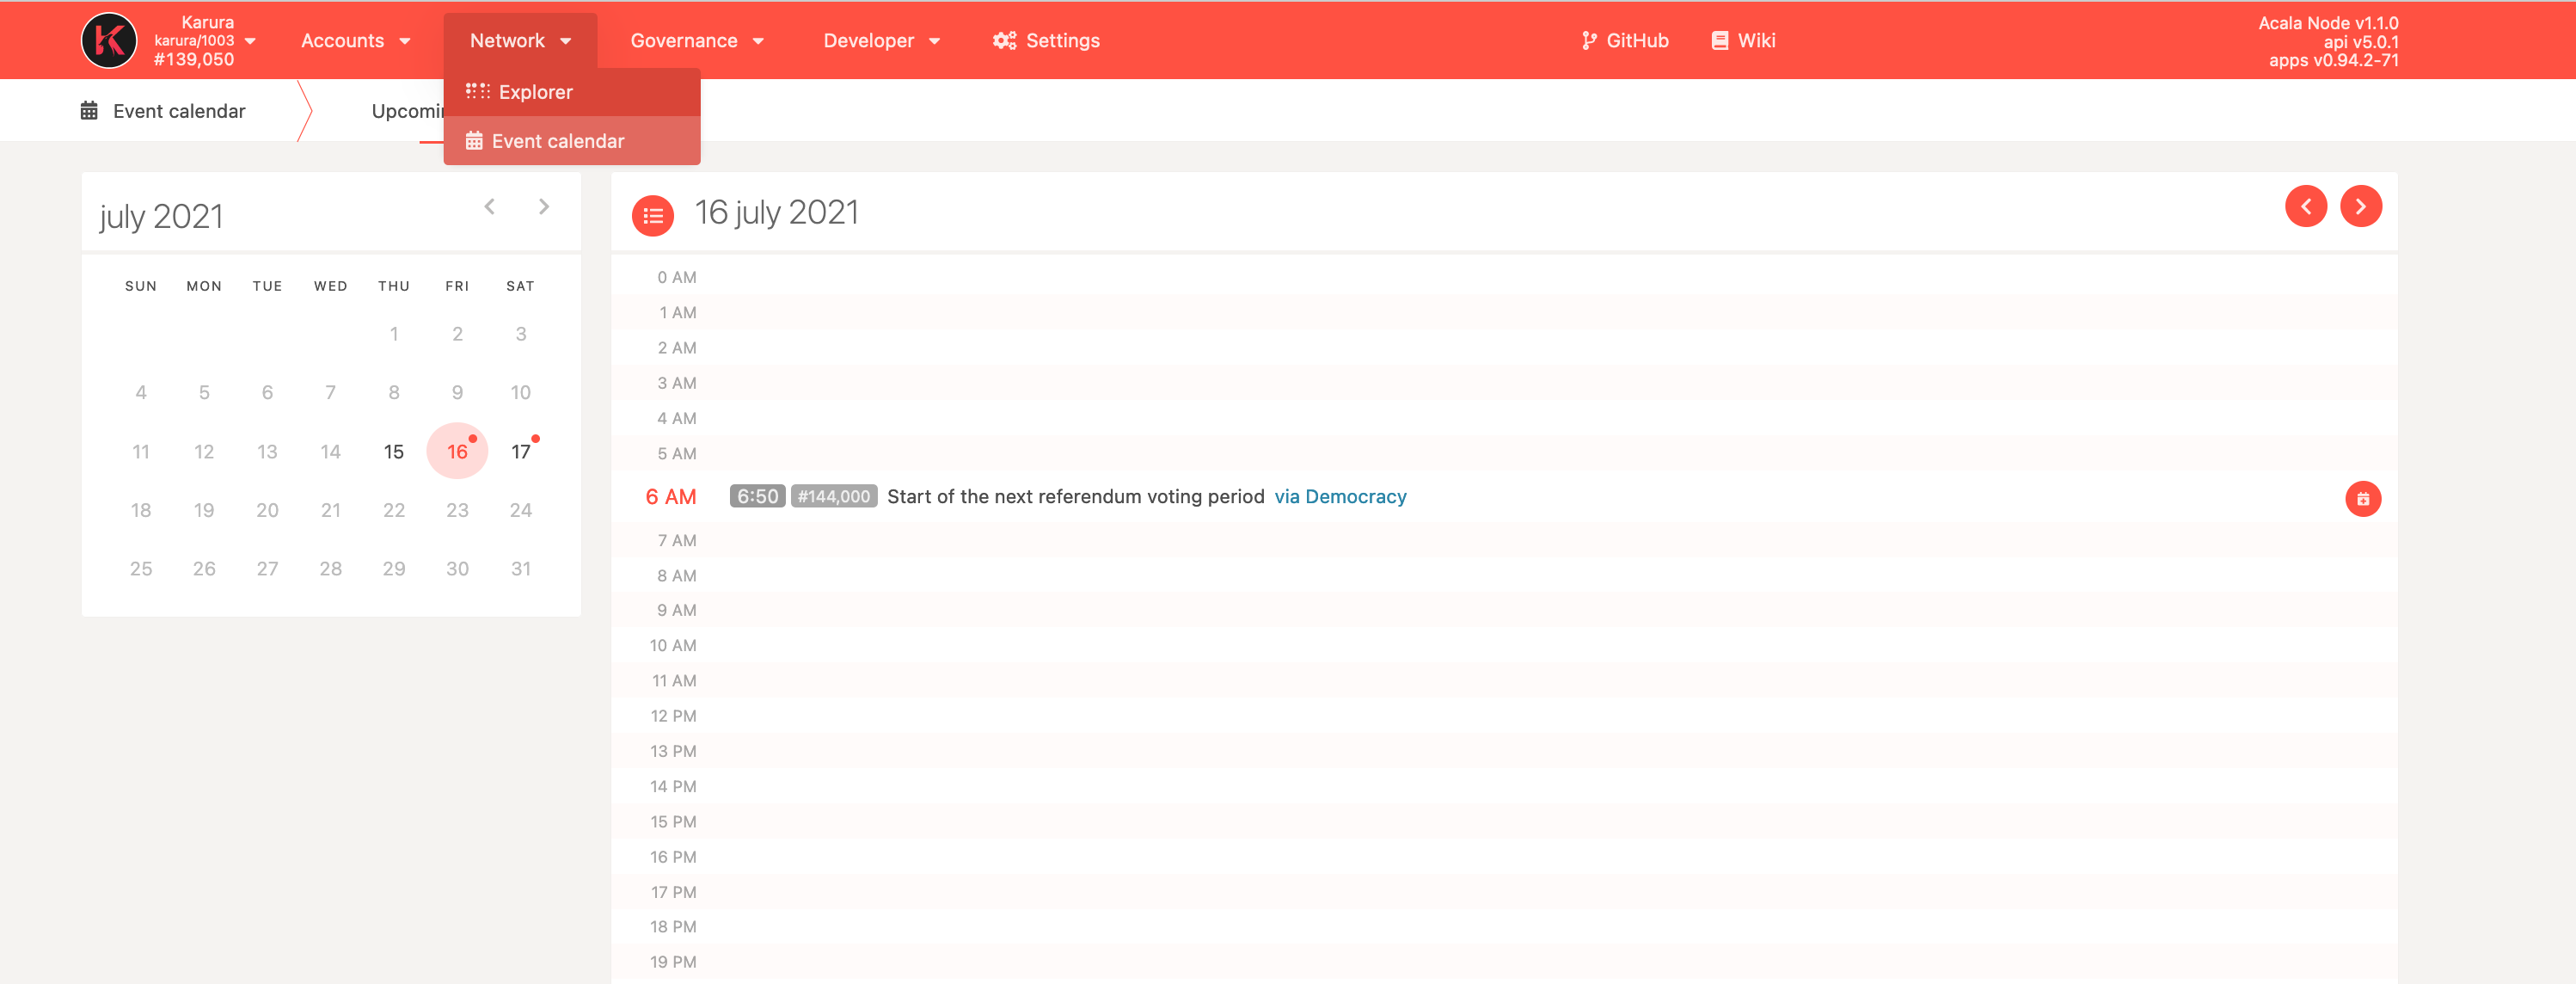 Karura
karura/1003
#139,050
Accounts
Network
Governance
Developer
Settings
GitHub
Wiki
Acala Node v1.1.0
api v5.0.1
apps v0.94.2-71
Explorer
Event calendar
Event calendar
july 2021
SUN MON TUE WED THU FRI SAT
1 2 3
4 5 6 7 8 9 10
11 12 13 14 15 16 17
18 19 20 21 22 23 24
25 26 27 28 29 30 31
16 july 2021
0 AM
1 AM
2 AM
3 AM
4 AM
5 AM
6 AM 6:50 #144,000 Start of the next referendum voting period via Democracy
7 AM
8 AM
9 AM
10 AM
11 AM
12 PM
13 PM
14 PM
15 PM
16 PM
17 PM
18 PM
19 PM